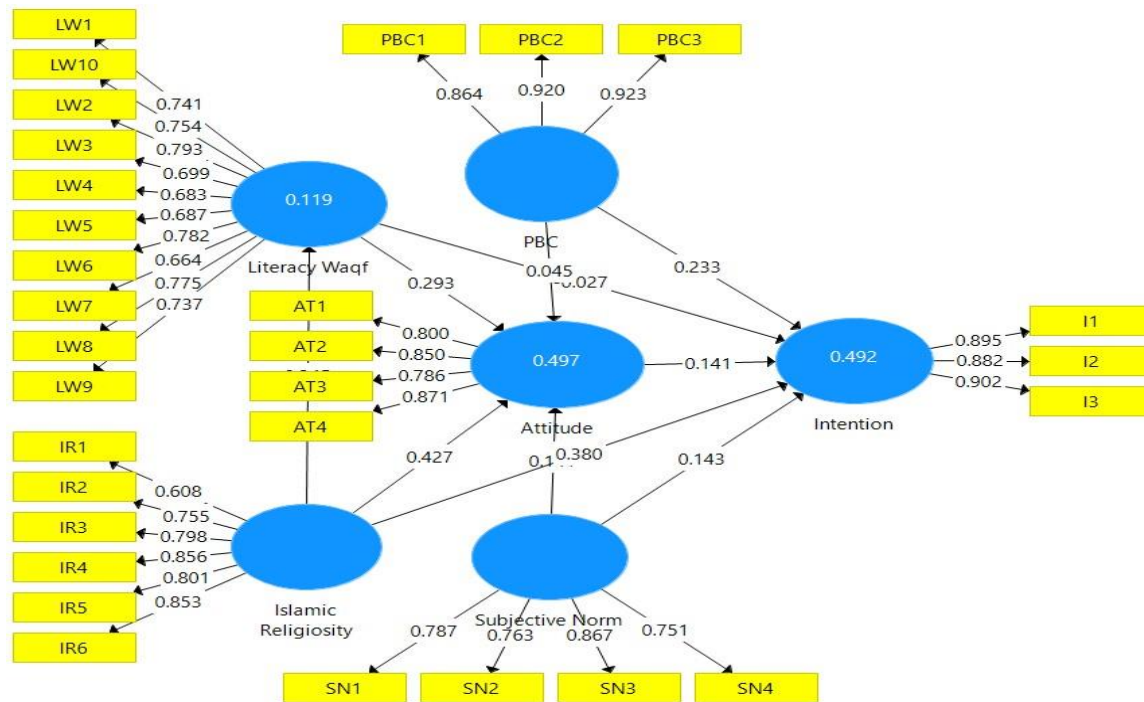 LW1
LW10
LW2
LW3
LW4
LW5
LW6
LW7
LW8
LW9
0.741
0.754
0.793
0.699
0.683
0.687
0.782
0.664
0.775
0.737
0.119
Literacy Waqf
PBC1
PBC2
PBC3
0.864
0.920
0.923
PBC
0.045
0.027
0.233
0.293
AT1
AT2
AT3
AT4
0.800
0.850
0.786
0.871
0.497
Attitude
0.141
0.492
Intention
0.895
0.882
0.902
I1
I2
I3
IR1
IR2
IR3
IR4
IR5
IR6
0.608
0.755
0.798
0.856
0.801
0.853
Islamic
Religiosity
0.427
0.380
0.143
Subjective Norm
0.787
0.763
0.867
0.751
SN1
SN2
SN3
SN4